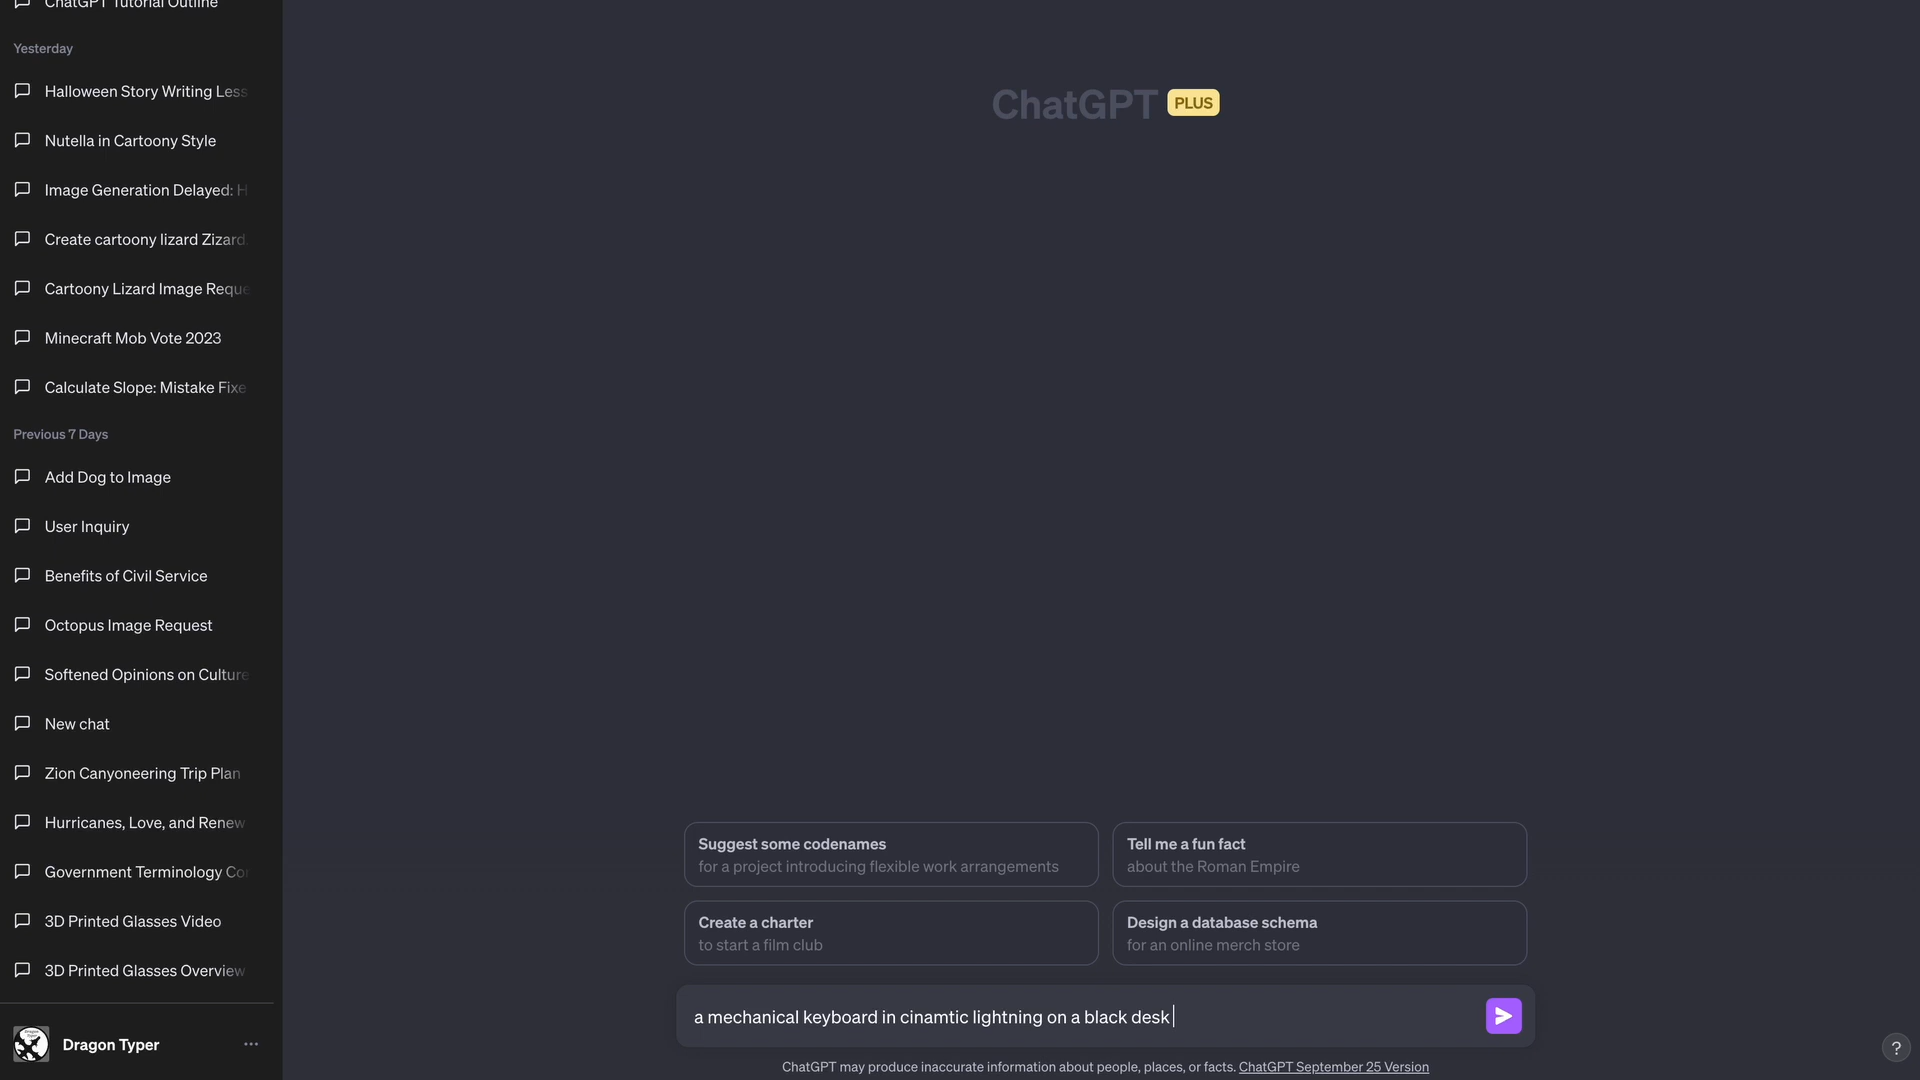 ChatGPT Tutorial Outline
Yesterday
Halloween Story Writing Less
Nutella in Cartoony Style
Image Generation Delayed: H
Create cartoony lizard Zizard.
Cartoony Lizard Image Reque
Minecraft Mob Vote 2023
Calculate Slope: Mistake Fixe
Previous 7 Days
Add Dog to Image
User Inquiry
Benefits of Civil Service
Octopus Image Request
Softened Opinions on Culture
New chat
Zion Canyoneering Trip Plan
Hurricanes, Love, and Renew
Government Terminology Cor
3D Printed Glasses Video
3D Printed Glasses Overview
Dragon Typer
ChatGPT PLUS
Suggest some codenames
for a project introducing flexible work arrangements
Tell me a fun fact
about the Roman Empire
Create a charter
to start a film club
Design a database schema
for an online merch store
a mechanical keyboard in cinamtic lightning on a black desk
ChatGPT may produce inaccurate information about people, places, or facts. ChatGPT September 25 Version
?